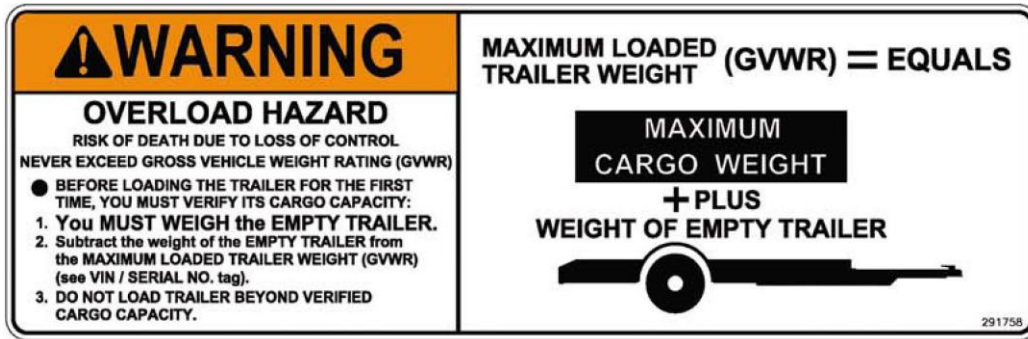 WARNING
OVERLOAD HAZARD
RISK OF DEATH DUE TO LOSS OF CONTROL
NEVER EXCEED GROSS VEHICLE WEIGHT RATING (GVWR)
● BEFORE LOADING THE TRAILER FOR THE FIRST
TIME, YOU MUST VERIFY ITS CARGO CAPACITY:
1. You MUST WEIGH the EMPTY TRAILER.
2. Subtract the weight of the EMPTY TRAILER from
the MAXIMUM LOADED TRAILER WEIGHT (GVWR)
(see VIN / SERIAL NO. tag).
3. DO NOT LOAD TRAILER BEYOND VERIFIED
CARGO CAPACITY.
MAXIMUM LOADED
TRAILER WEIGHT (GVWR) = EQUALS
MAXIMUM
CARGO WEIGHT
+ PLUS
WEIGHT OF EMPTY TRAILER
291758